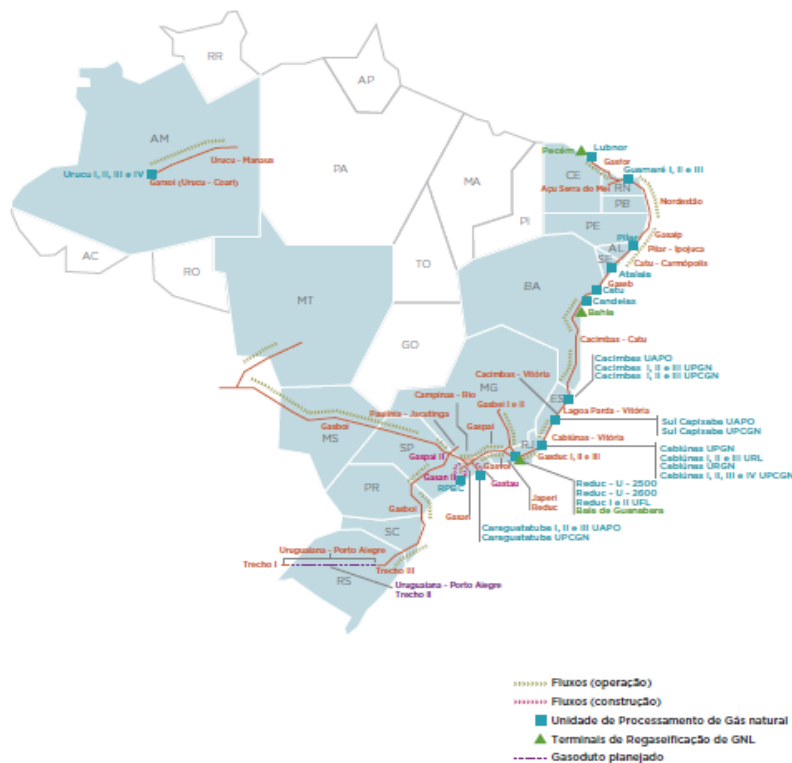 RR
AP
AM
Urucu - Manaus
Urucu I, II, III e IV
Garsol (Urucu - Coari)
PA
MA
PI
AC
RO
TO
MT
GO
BA
Pecém
Lubnor
Gasfor
Guamaré I, II e III
CE
Açu Serra do Mel
RN
PB
Nordestão
PE
Gasalp
Pilar
AL
Pilar - Ipojuca
SE
Catu - Carmópolis
Atalaia
Gaseb
Catu
Candeias
Bahia
Cacimbas - Catu
Cacimbas UAPO
Cacimbas I, II e III UPGN
Cacimbas I, II e III UPCGN
Cacimbas - Vitória
MG
ES
Campinas - Rio
Gasbel I e II
Lagoa Parda - Vitória
Sul Capixaba UAPO
Sul Capixaba UPCGN
Paulínia - Jacutinga
Gasbol
MS
Gaspal
RJ
Cabiúnas - Vitória
Cabiúnas UPGN
Cabiúnas I, II e III URL
Cabiúnas URGN
Cabiúnas I, II, III e IV UPCGN
SP
Gaspal II
Gasduc I, II e III
Gasan II
Gasvol
RPBC
Gastau
Reduc - U - 2500
Reduc - U - 2600
Reduc I e II UFL
Baía de Guanabara
PR
Japeri
Reduc
Gasbol
Gasan
Caraguatatuba I, II e III UAPO
Caraguatatuba UPCGN
SC
Uruguaiana - Porto Alegre
Trecho I
Trecho III
RS
Uruguaiana - Porto Alegre
Trecho II
Fluxos (operação)
Fluxos (construção)
Unidade de Processamento de Gás natural
Terminais de Regaseificação de GNL
Gasoduto planejado